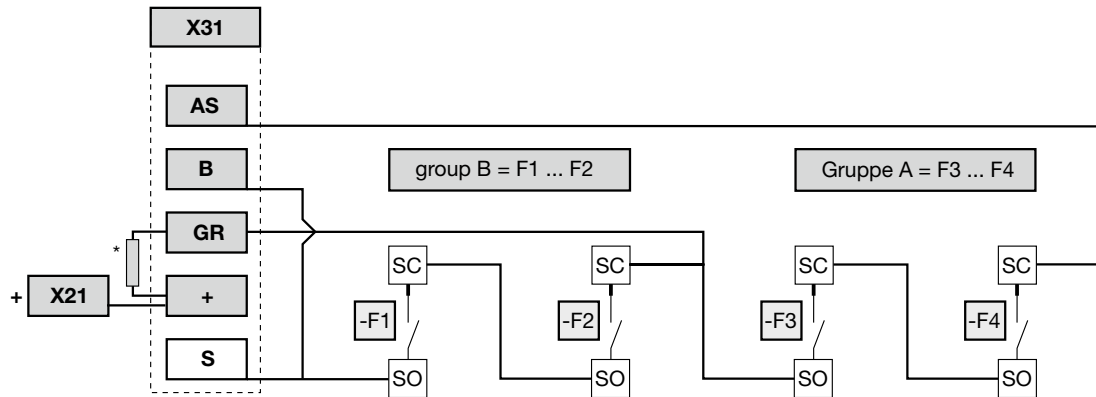 X31
AS
B
group B = F1 ... F2
Gruppe A = F3 ... F4
GR
*
SC
SC
SC
SC
+ X21
+
-F1
-F2
-F3
-F4
S
SO
SO
SO
SO